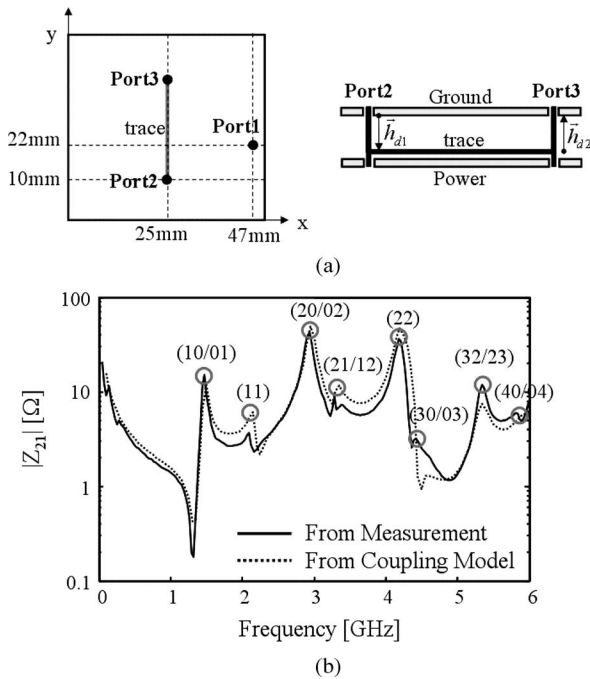 y
Port3
trace
Port1
22mm
10mm
Port2
x
25mm
47mm
Port2
Port3
Ground
h⃗d1
trace
h⃗d2
Power
(a)
100
10
1
0.1
|Z21| [Ω]
(10/01)
(11)
(20/02)
(21/12)
(22)
(30/03)
(32/23)
(40/04)
From Measurement
From Coupling Model
0 1 2 3 4 5 6
Frequency [GHz]
(b)